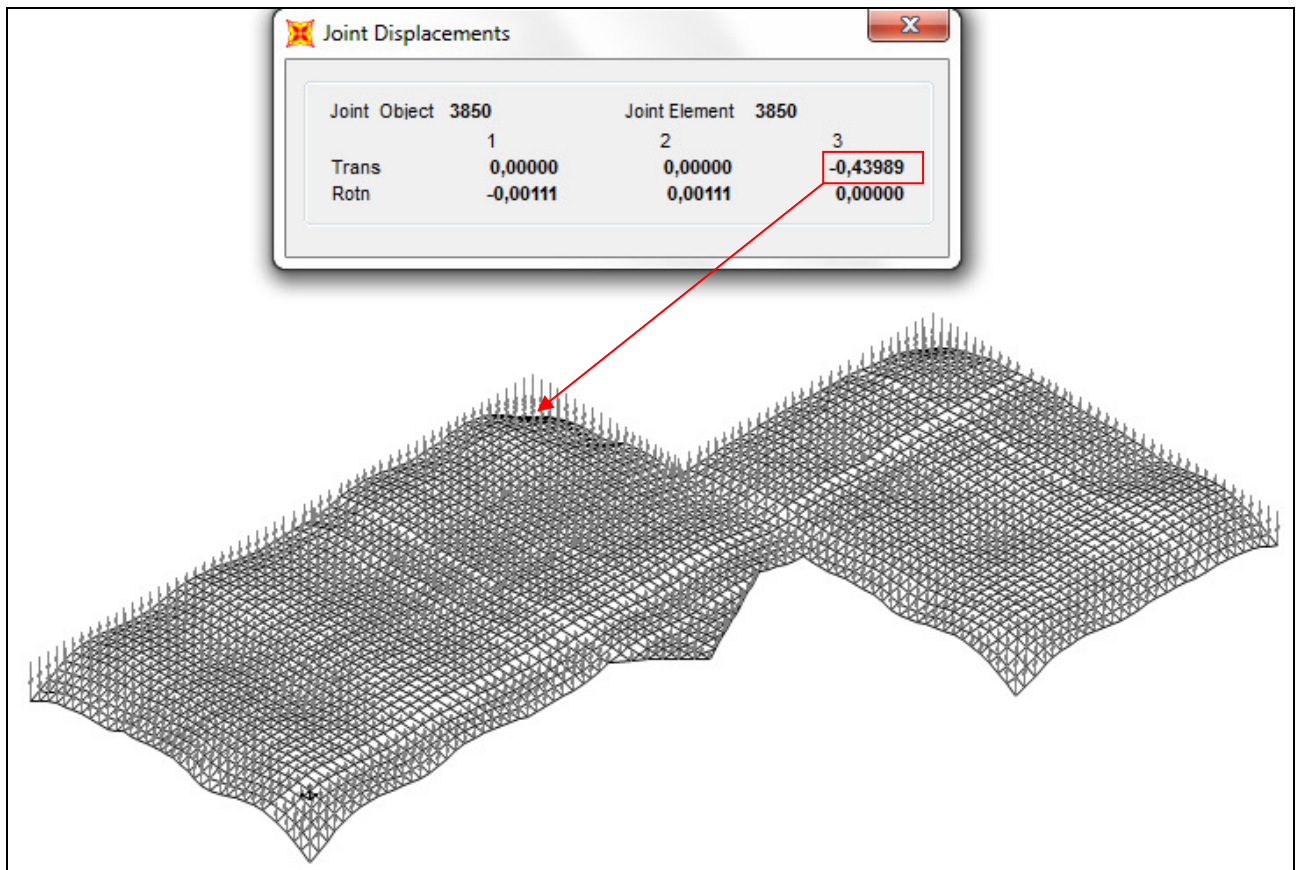 Joint Displacements
Joint Object 3850 Joint Element 3850
1 2 3
Trans 0,00000 0,00000 -0,43989
Rotn -0,00111 0,00111 0,00000